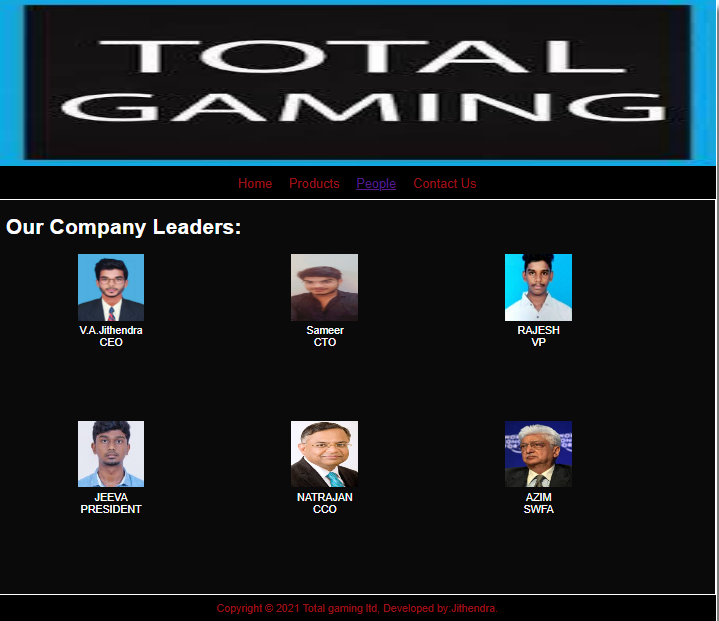 TOTAL
GAMING
Home Products People Contact Us
Our Company Leaders:
V.A.Jithendra
CEO
Sameer
CTO
RAJESH
VP
JEEVA
PRESIDENT
NATRAJAN
CCO
AZIM
SWFA
Copyright © 2021 Total gaming ltd, Developed by:Jithendra.